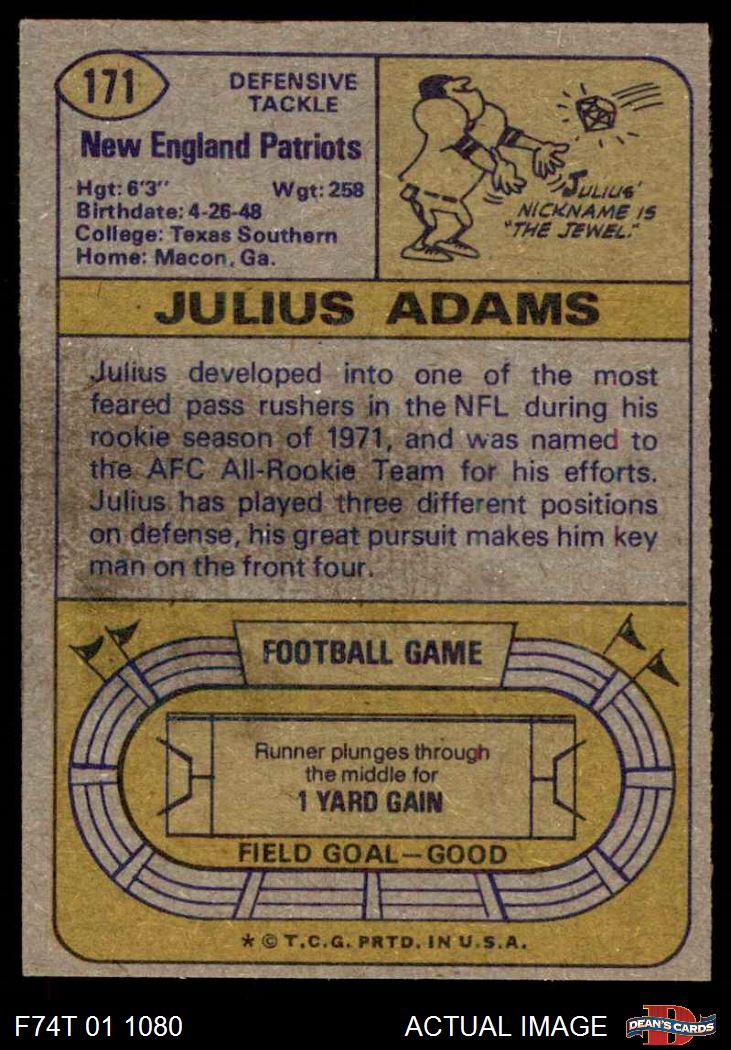 171
DEFENSIVE
TACKLE
New England Patriots
Hgt: 6'3" Wgt: 258
Birthdate: 4-26-48
College: Texas Southern
Home: Macon, Ga.
JULIUS'
NICKNAME IS
"THE JEWEL."
JULIUS ADAMS
Julius developed into one of the most
feared pass rushers in the NFL during his
rookie season of 1971, and was named to
the AFC All-Rookie Team for his efforts.
Julius has played three different positions
on defense, his great pursuit makes him key
man on the front four.
FOOTBALL GAME
Runner plunges through
the middle for
1 YARD GAIN
FIELD GOAL—GOOD
* © T.C.G. PRTD. IN U.S.A.
F74T 01 1080 ACTUAL IMAGE
D
DEAN'S CARDS